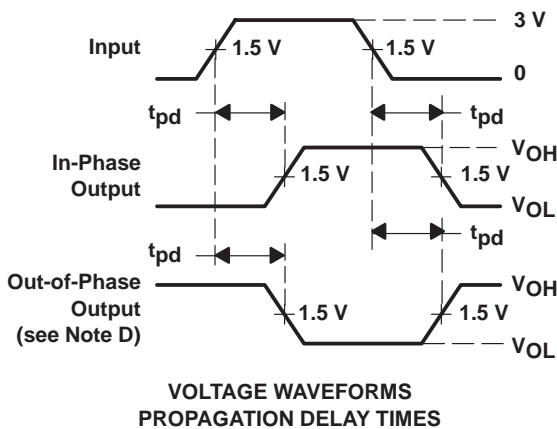 3 V
Input
1.5 V
1.5 V
0
tpd
tpd
In-Phase
Output
VOH
1.5 V
1.5 V
VOL
tpd
tpd
Out-of-Phase
Output
(see Note D)
VOH
1.5 V
1.5 V
VOL
VOLTAGE WAVEFORMS
PROPAGATION DELAY TIMES